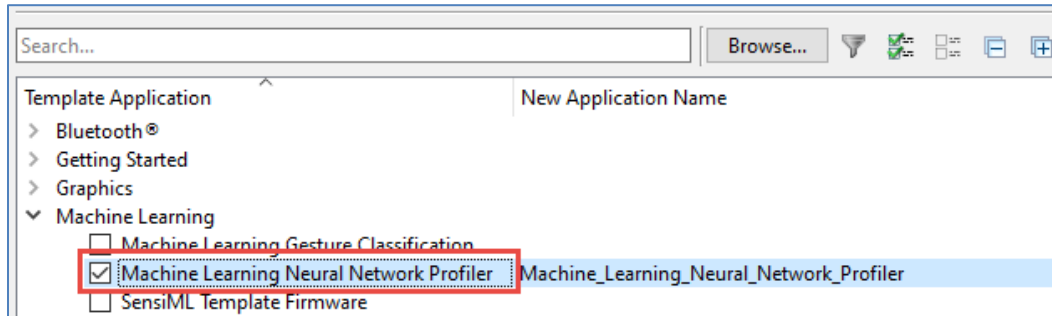 Search...
Browse...
Template Application New Application Name
Bluetooth®
Getting Started
Graphics
Machine Learning
Machine Learning Gesture Classification
Machine Learning Neural Network Profiler Machine_Learning_Neural_Network_Profiler
SensiML Template Firmware